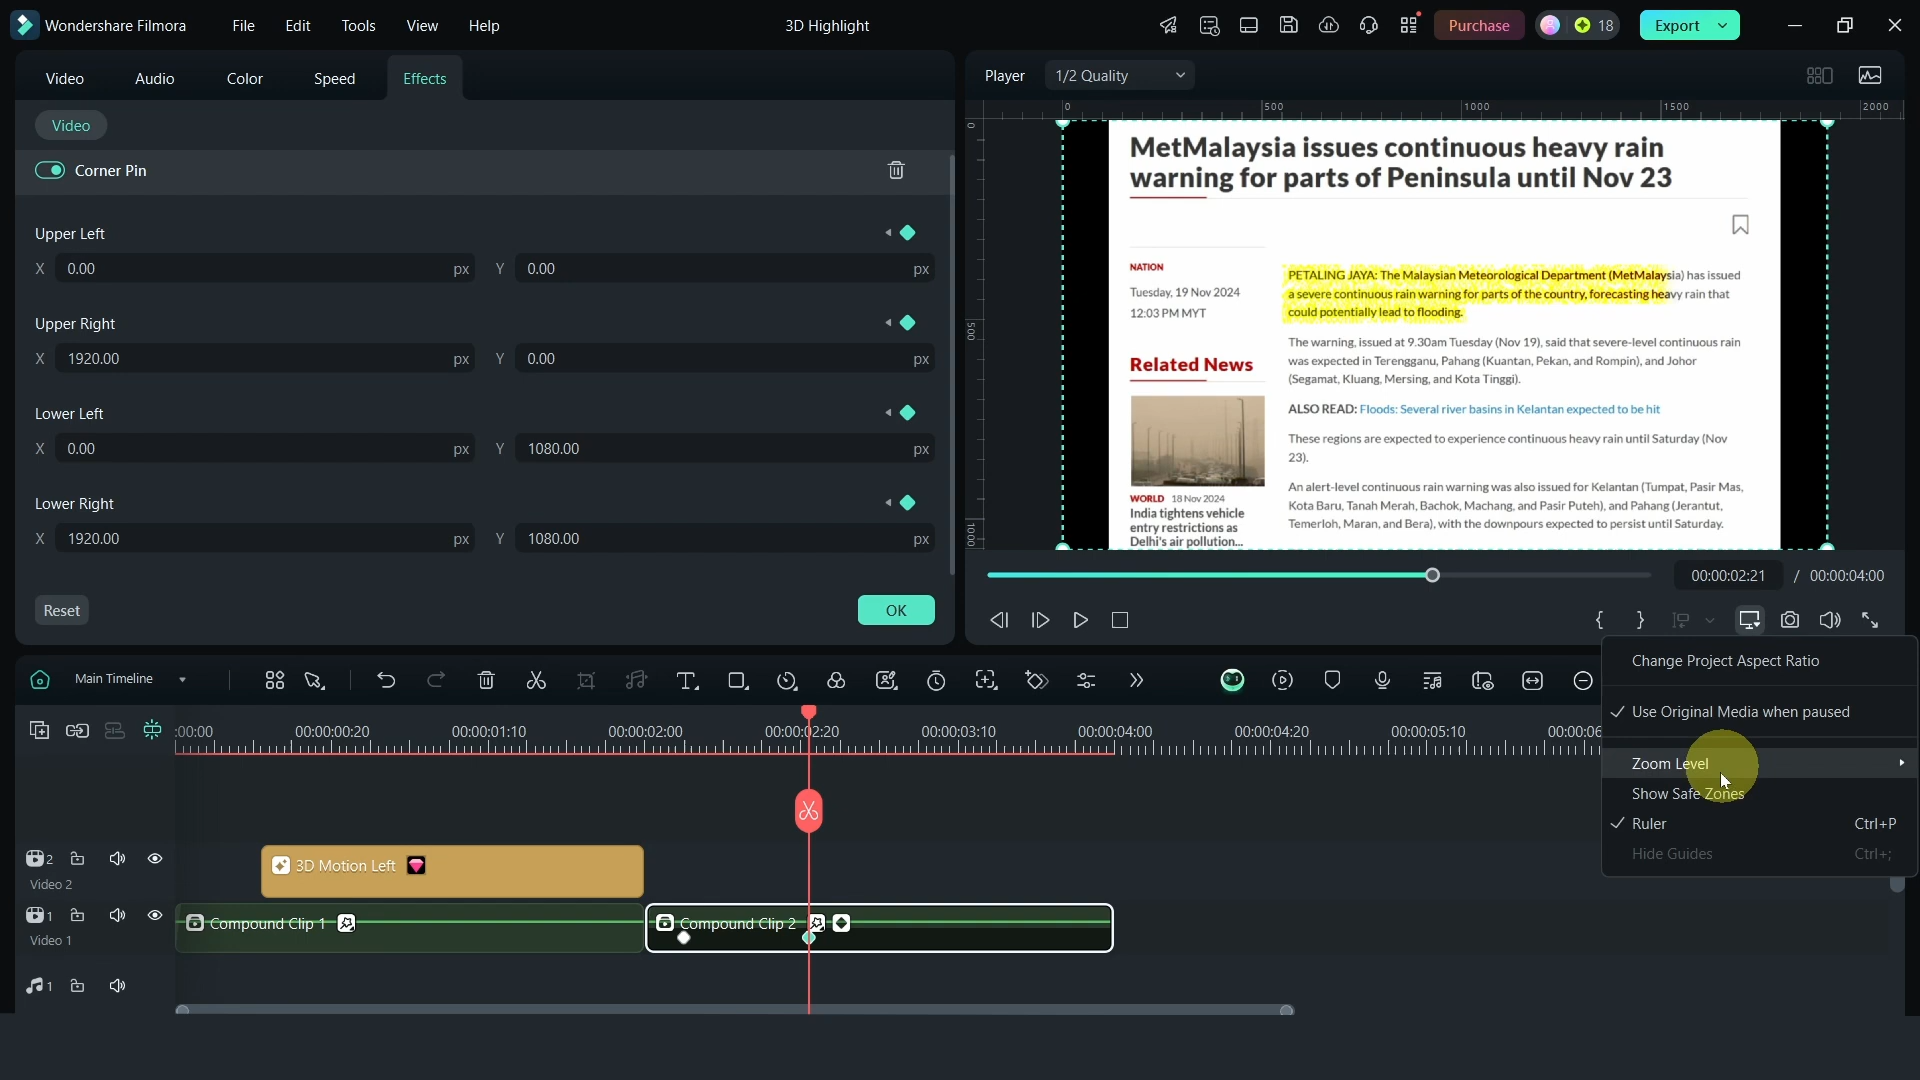 Wondershare Filmora
File
Edit
Tools
View
Help
3D Highlight
Purchase
18
Export
Video
Audio
Color
Speed
Effects
Video
Corner Pin
Upper Left
X 0.00 px Y 0.00 px
Upper Right
X 1920.00 px Y 0.00 px
Lower Left
X 0.00 px Y 1080.00 px
Lower Right
X 1920.00 px Y 1080.00 px
Reset
OK
Player
1/2 Quality
0 500 1000 1500 2000
0
500
1000
MetMalaysia issues continuous heavy rain
warning for parts of Peninsula until Nov 23
NATION
Tuesday, 19 Nov 2024
12:03 PM MYT
Related News
WORLD 18 Nov 2024
India tightens vehicle
entry restrictions as
Delhi's air pollution...
PETALING JAYA: The Malaysian Meteorological Department (MetMalaysia) has issued
a severe continuous rain warning for parts of the country, forecasting heavy rain that
could potentially lead to flooding.
The warning, issued at 9.30am Tuesday (Nov 19), said that severe-level continuous rain
was expected in Terengganu, Pahang (Kuantan, Pekan, and Rompin), and Johor
(Segamat, Kluang, Mersing, and Kota Tinggi).
ALSO READ: Floods: Several river basins in Kelantan expected to be hit
These regions are expected to experience continuous heavy rain until Saturday (Nov
23).
An alert-level continuous rain warning was also issued for Kelantan (Tumpat, Pasir Mas,
Kota Baru, Tanah Merah, Bachok, Machang, and Pasir Puteh), and Pahang (Jerantut,
Temerloh, Maran, and Bera), with the downpours expected to persist until Saturday.
00:00:02:21 / 00:00:04:00
Change Project Aspect Ratio
Use Original Media when paused
Zoom Level
Show Safe Zones
Ruler Ctrl+P
Hide Guides Ctrl+;
Main Timeline
:00:00 00:00:00:20 00:00:01:10 00:00:02:00 00:00:02:20 00:00:03:10 00:00:04:00 00:00:04:20 00:00:05:10 00:00:06
2
Video 2
3D Motion Left
1
Video 1
Compound Clip 1
Compound Clip 2
1